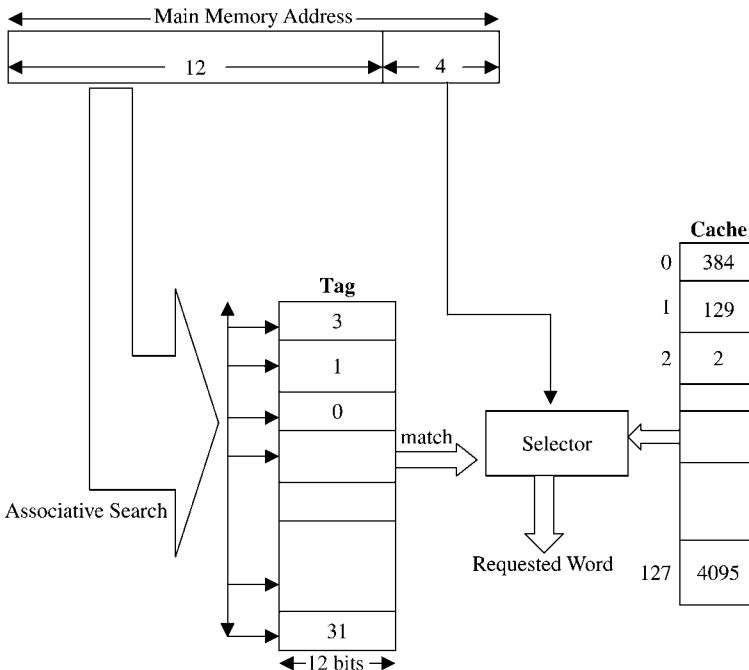 Main Memory Address
12
4
Cache
0
384
1
129
2
2
127
4095
Tag
3
1
0
31
12 bits
match
Selector
Associative Search
Requested Word